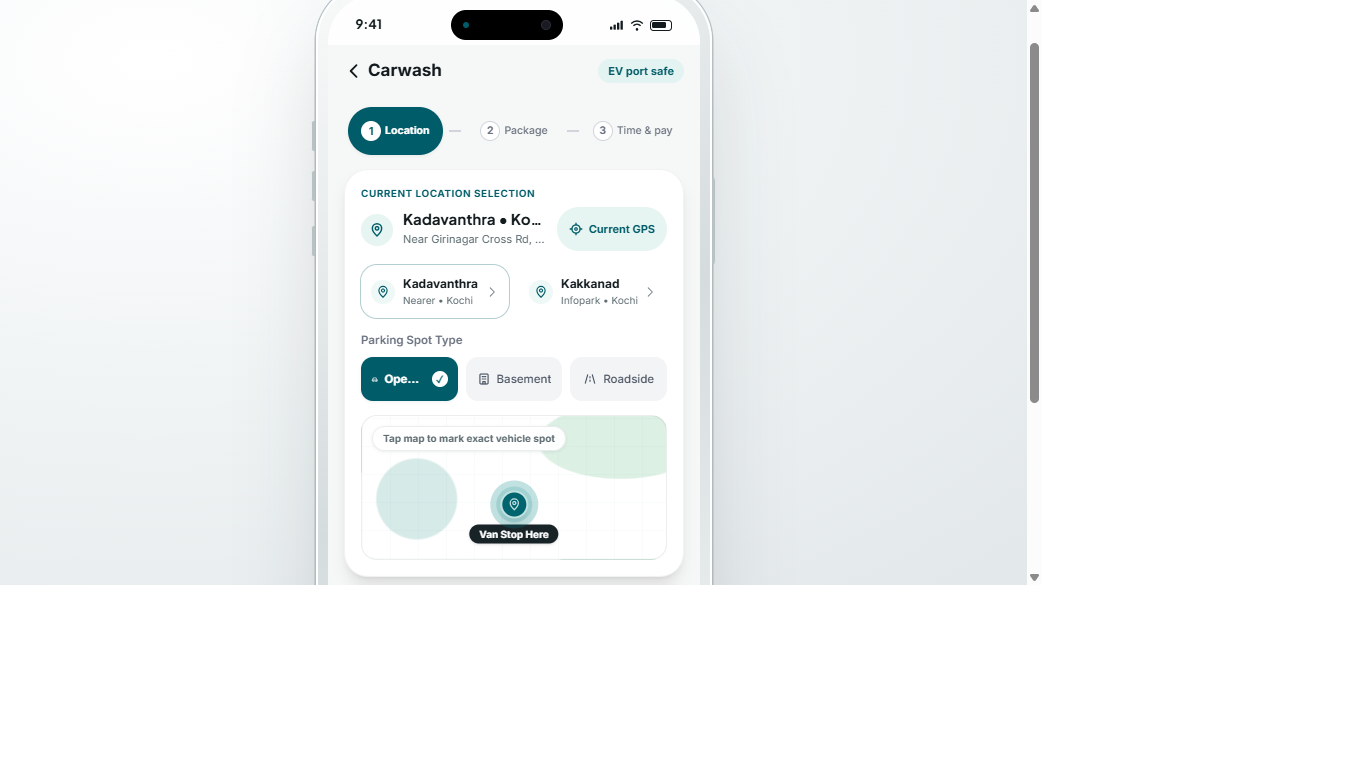 9:41
Carwash
EV port safe
1 Location
2 Package
3 Time & pay
CURRENT LOCATION SELECTION
Kadavanthra • Ko...
Near Girinagar Cross Rd, ...
Current GPS
Kadavanthra
Nearer • Kochi
Kakkanad
Infopark • Kochi
Parking Spot Type
Ope...
Basement
Roadside
Tap map to mark exact vehicle spot
Van Stop Here